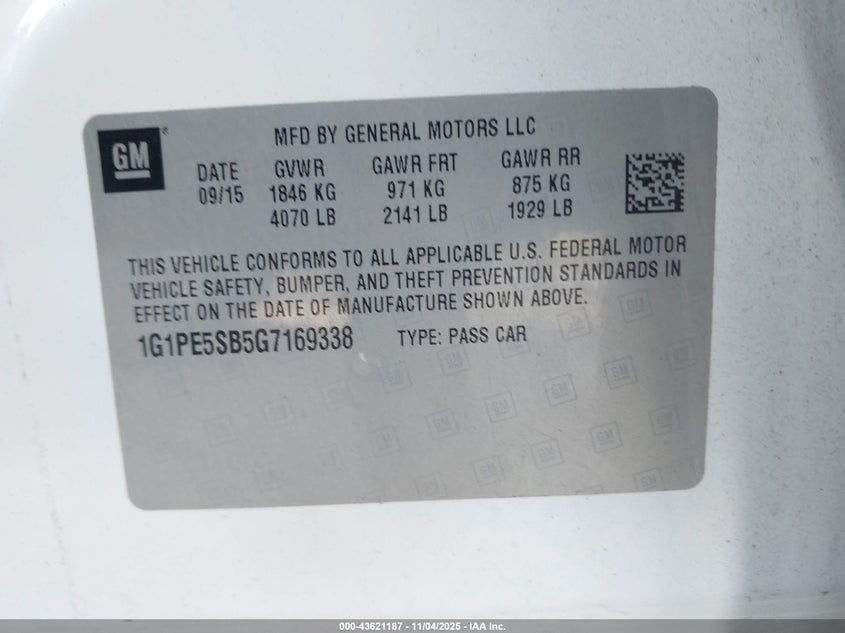 GM
MFD BY GENERAL MOTORS LLC
DATE GVWR GAWR FRT GAWR RR
09/15 1846 KG 971 KG 875 KG
4070 LB 2141 LB 1929 LB
THIS VEHICLE CONFORMS TO ALL APPLICABLE U.S. FEDERAL MOTOR
VEHICLE SAFETY, BUMPER, AND THEFT PREVENTION STANDARDS IN
EFFECT ON THE DATE OF MANUFACTURE SHOWN ABOVE.
1G1PE5SB5G7169338 TYPE: PASS CAR
000-43621187 - 11/04/2025 - IAA Inc.